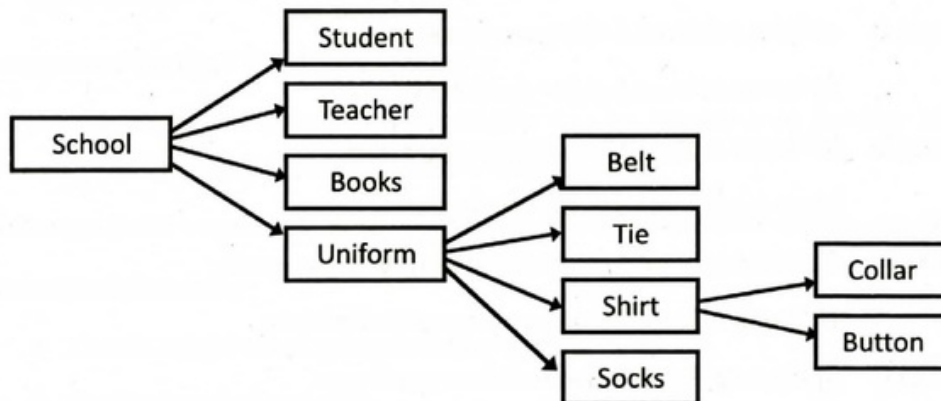 Student
Teacher
School
Books
Belt
Uniform
Tie
Collar
Shirt
Button
Socks